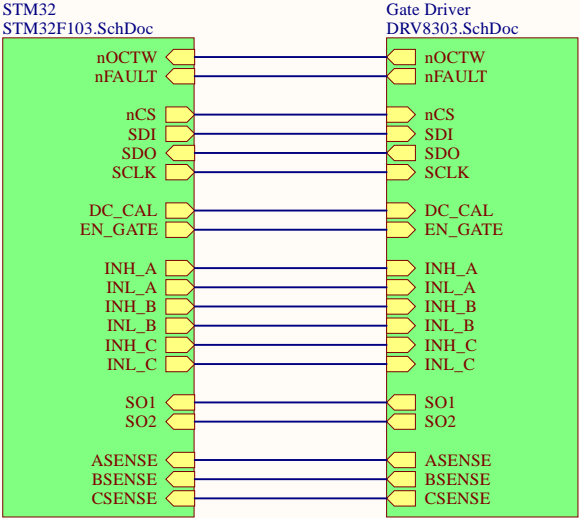 STM32
STM32F103.SchDoc
nOCTW
nFAULT
nCS
SDI
SDO
SCLK
DC_CAL
EN_GATE
INH_A
INL_A
INH_B
INL_B
INH_C
INL_C
SO1
SO2
ASENSE
BSENSE
CSENSE
Gate Driver
DRV8303.SchDoc
nOCTW
nFAULT
nCS
SDI
SDO
SCLK
DC_CAL
EN_GATE
INH_A
INL_A
INH_B
INL_B
INH_C
INL_C
SO1
SO2
ASENSE
BSENSE
CSENSE